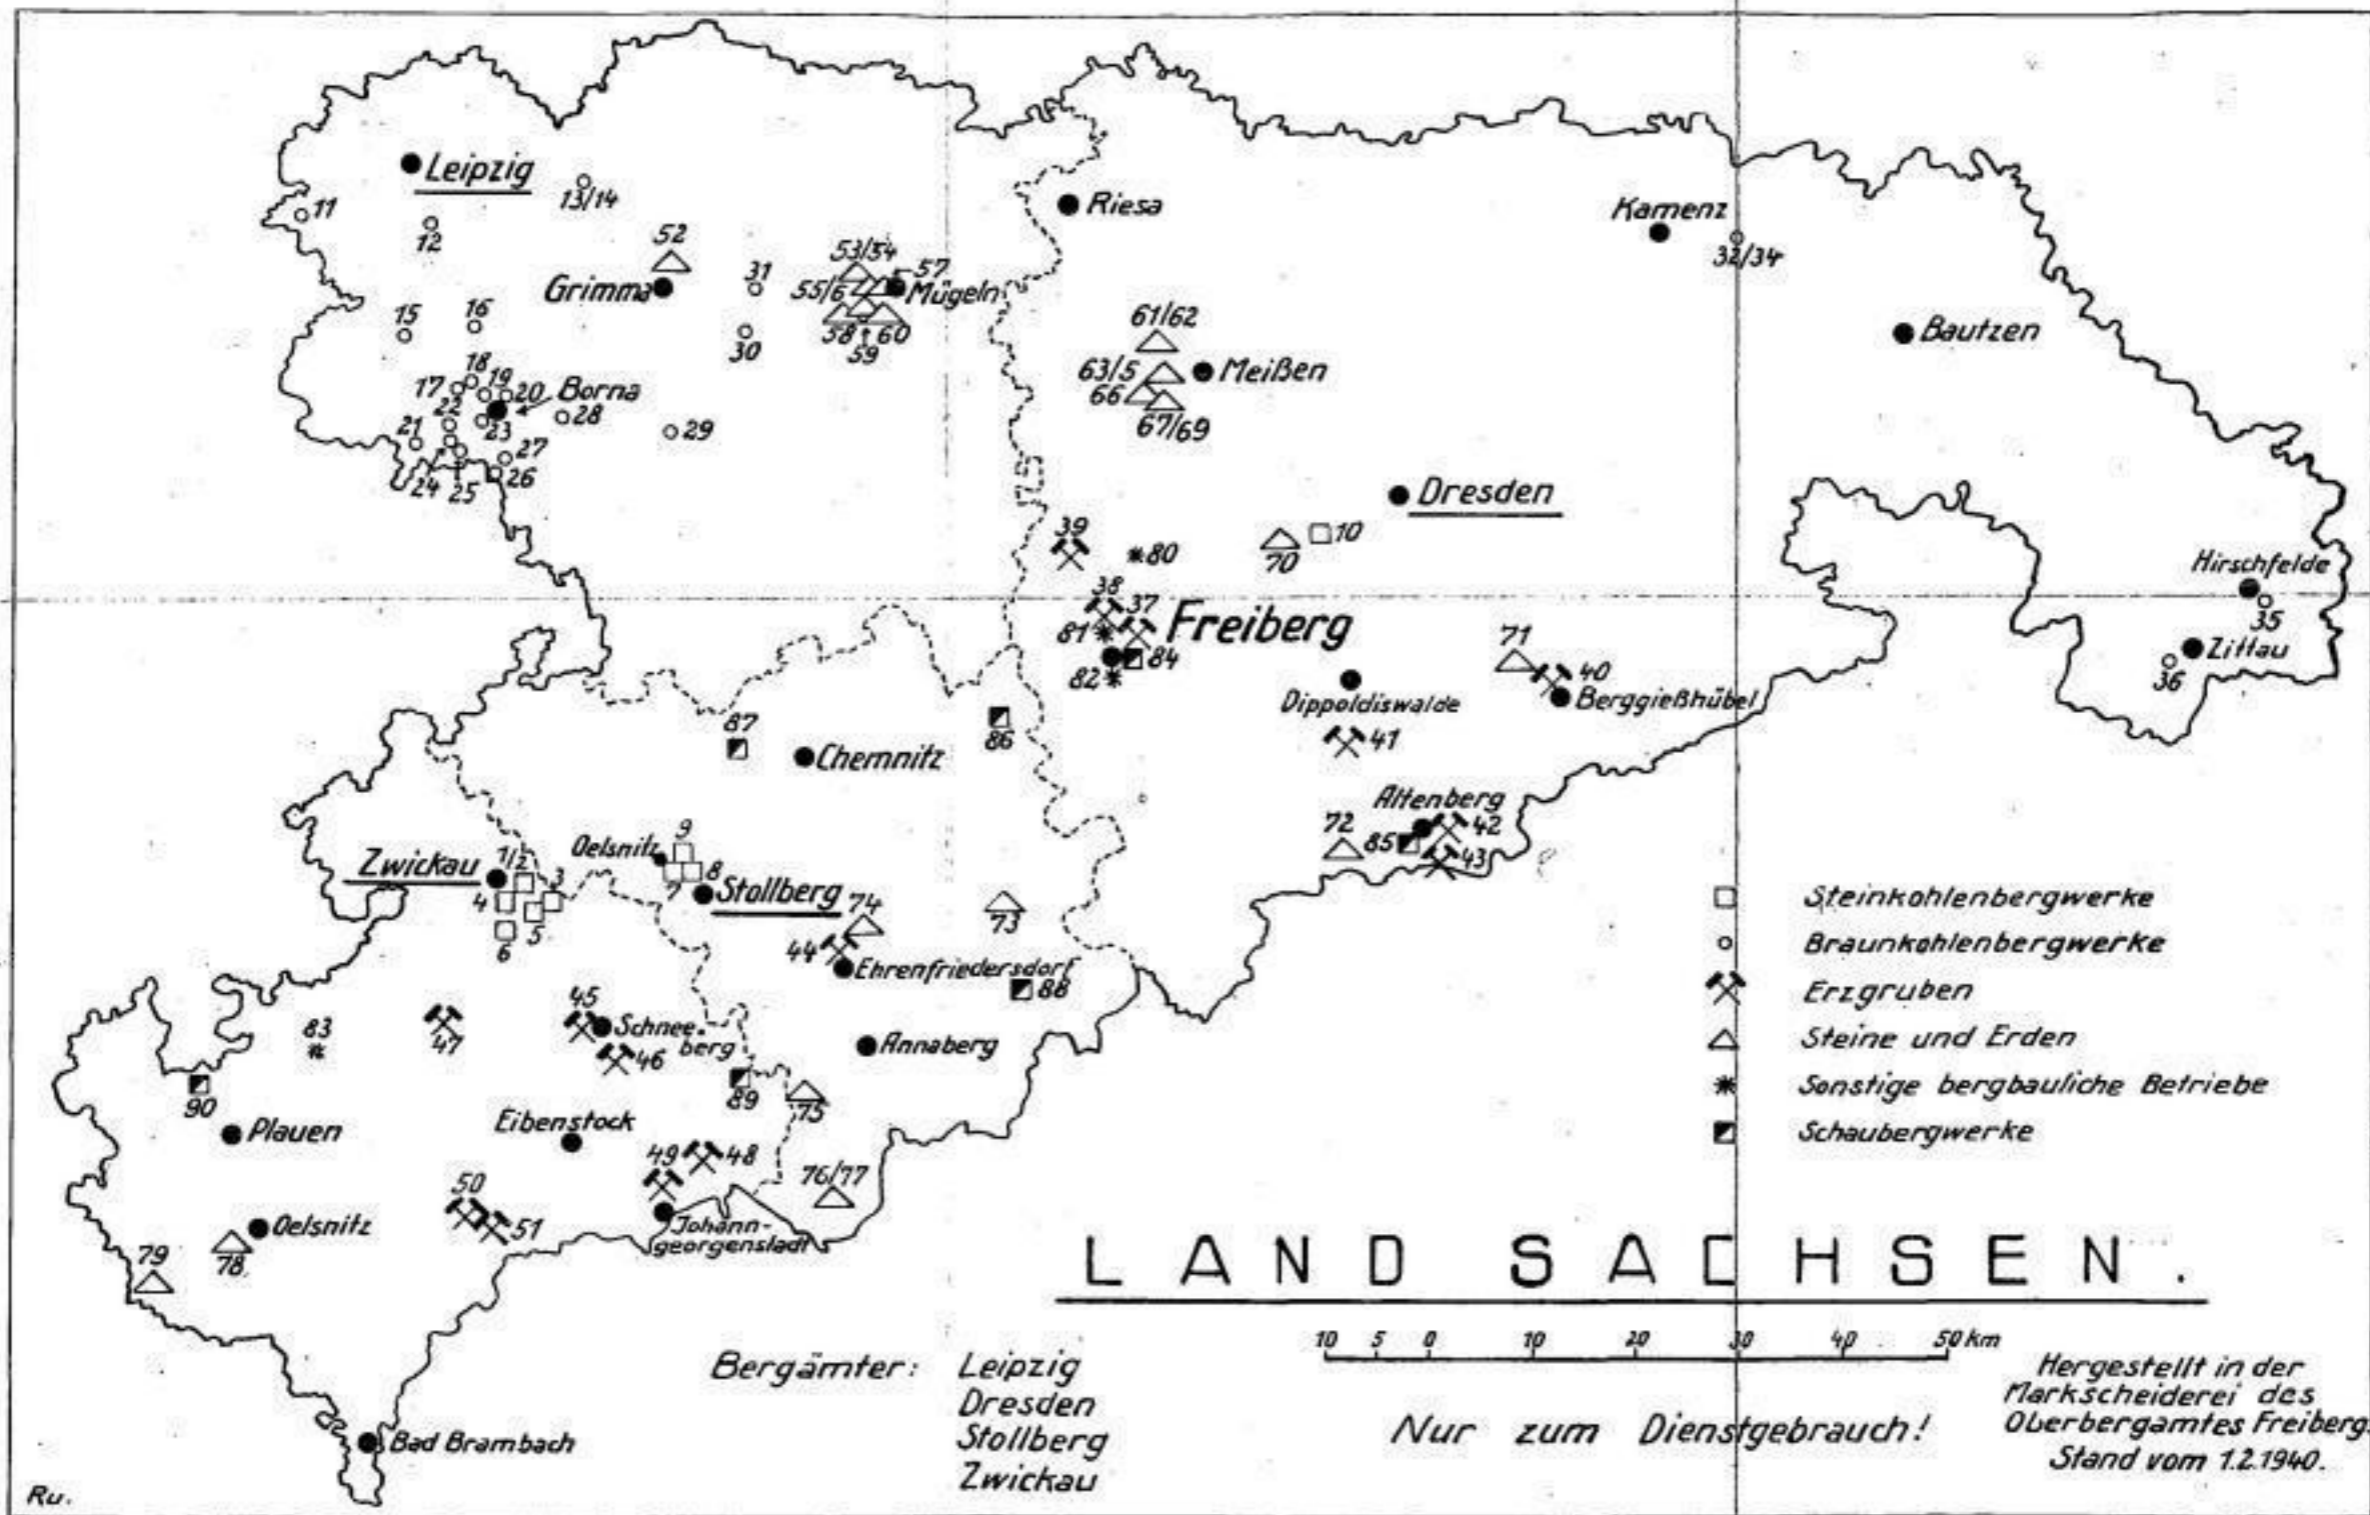 Leipzig
11
12
13/14
52
Grimma
31
30
53/54
57
55/6
Mügeln
58
59
60
15
16
18
17
19
20
Borna
22
21
23
28
29
27
24
25
26
Riesa
Kamenz
32/34
Bautzen
61/62
63/5
Meißen
66
67/69
Dresden
39
80
70
10
38
37
Freiberg
81
84
82
71
40
Berggießhübel
Dippoldiswalde
41
Hirschfelde
35
Zittau
36
87
Chemnitz
86
Altenberg
42
72
85
43
Zwickau
1/2
3
4
5
6
Oelsnitz
9
8
7
Stollberg
74
73
44
Ehrenfriedersdorf
88
45
Schnee-
berg
46
47
83
Annaberg
89
75
90
Plauen
Eibenstock
49
48
76/77
50
51
Johann-
georgenstadt
Oelsnitz
78
79
Bad Brambach
Steinkohlenbergwerke
Braunkohlenbergwerke
Erzgruben
Steine und Erden
Sonstige bergbauliche Betriebe
Schaubergwerke
LAND SACHSEN.
10 5 0 10 20 30 40 50 km
Bergämter: Leipzig
Dresden
Stollberg
Zwickau
Nur zum Dienstgebrauch!
Hergestellt in der
Markscheiderei des
Oberbergamtes Freiberg.
Stand vom 1.2.1940.
Ru.